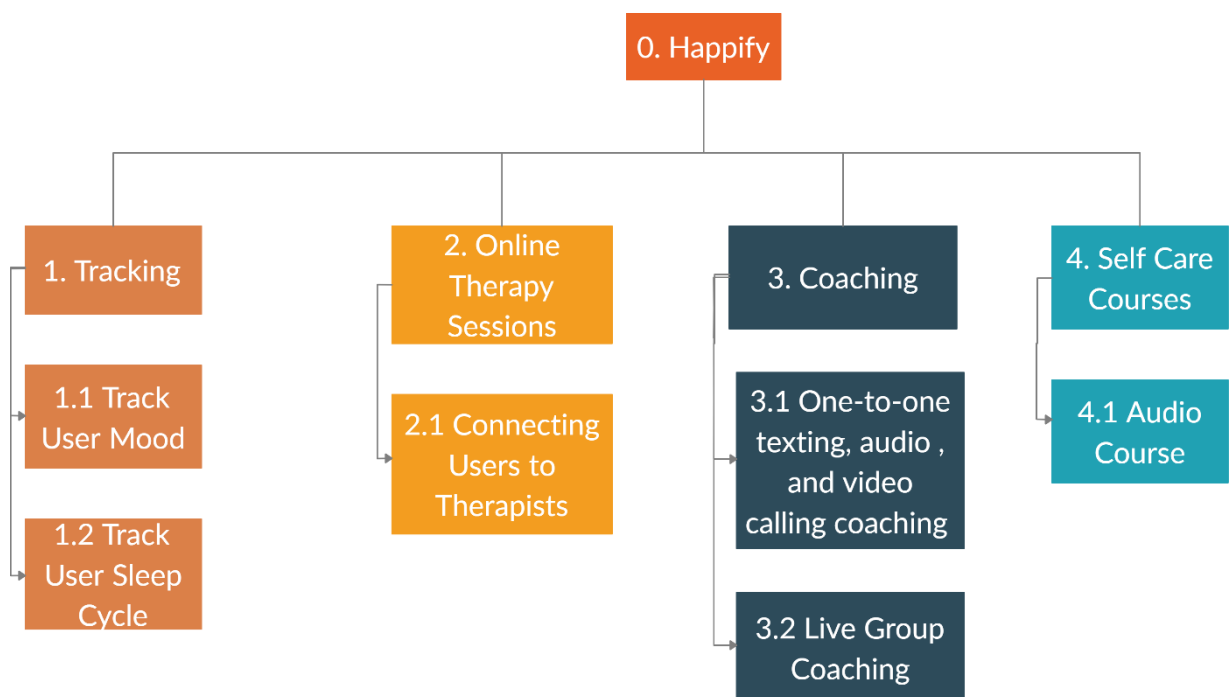 0. Happify
1. Tracking
2. Online
Therapy
Sessions
3. Coaching
4. Self Care
Courses
1.1 Track
User Mood
2.1 Connecting
Users to
Therapists
3.1 One-to-one
texting, audio ,
and video
calling coaching
4.1 Audio
Course
1.2 Track
User Sleep
Cycle
3.2 Live Group
Coaching